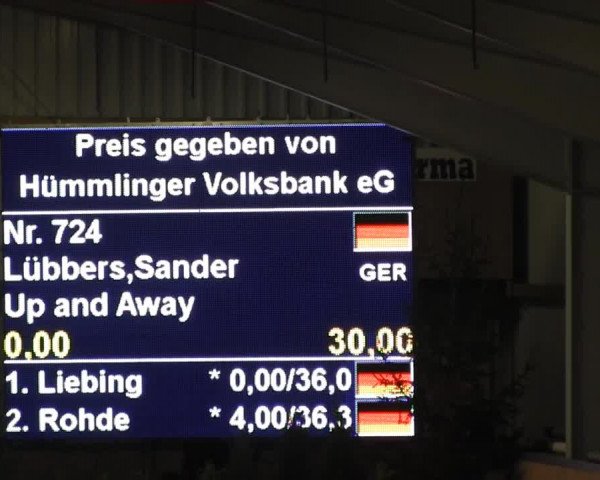 Preis gegeben von
Hümmlinger Volksbank eG
Nr. 724
Lübbers,Sander GER
Up and Away
0,00 30,00
1. Liebing * 0,00/36,0
2. Rohde * 4,00/36,3